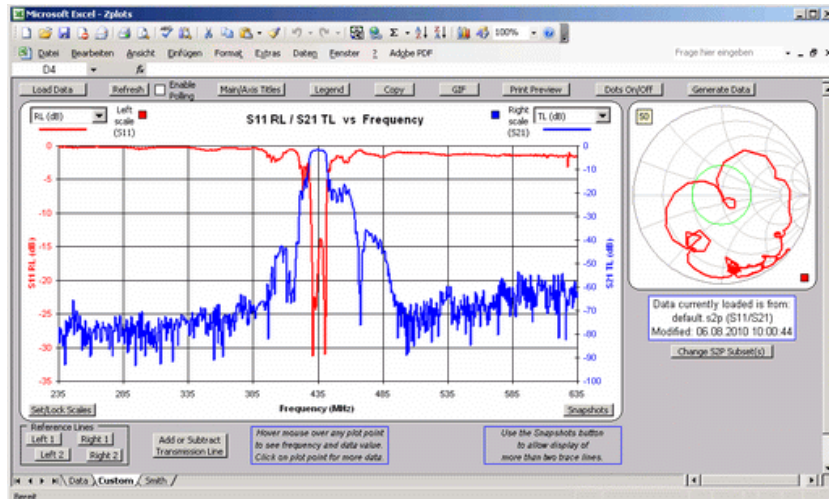 Microsoft Excel - Zplots
100%
Datei Bearbeiten Ansicht Einfügen Format Extras Daten Fenster ? Adobe PDF
Frage hier eingeben
D4 fx
Load Data Refresh Enable Polling Main/Axis Titles Legend Copy GIF Print Preview Dots On/Off Generate Data
RL (dB) Left scale (S11)
S11 RL / S21 TL vs Frequency
Right scale (S21) TL (dB)
50
0 -5 -10 -15 -20 -25 -30 -35
S11 RL (dB)
0 -10 -20 -30 -40 -50 -60 -70 -80 -90 -100
S21 TL (dB)
235 285 335 385 435 485 535 585 635
Frequency (MHz)
Set/Lock Scales
Snapshots
Data currently loaded is from:
default.s2p (S11/S21)
Modified: 06.08.2010 10:00:44
Change S2P Subset(s)
Reference Lines
Left 1 Right 1
Left 2 Right 2
Add or Subtract
Transmission Line
Hover mouse over any plot point
to see frequency and data value.
Click on plot point for more data.
Use the Snapshots button
to allow display of
more than two trace lines.
Data Custom Smith
Bereit